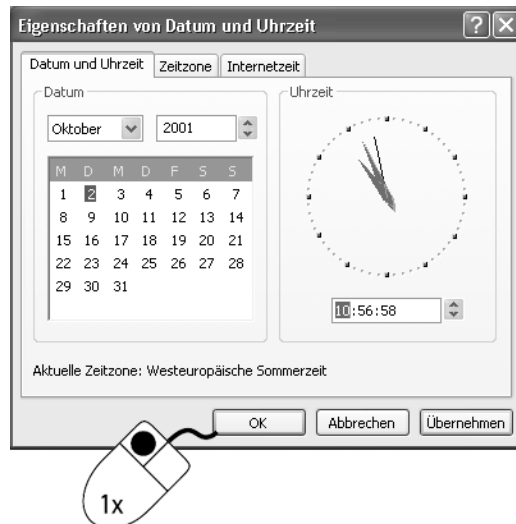 Eigenschaften von Datum und Uhrzeit
Datum und Uhrzeit Zeitzone Internetzeit
Datum
Oktober 2001
M D M D F S S
1 2 3 4 5 6 7
8 9 10 11 12 13 14
15 16 17 18 19 20 21
22 23 24 25 26 27 28
29 30 31
Uhrzeit
10:56:58
Aktuelle Zeitzone: Westeuropäische Sommerzeit
OK Abbrechen Übernehmen
1x